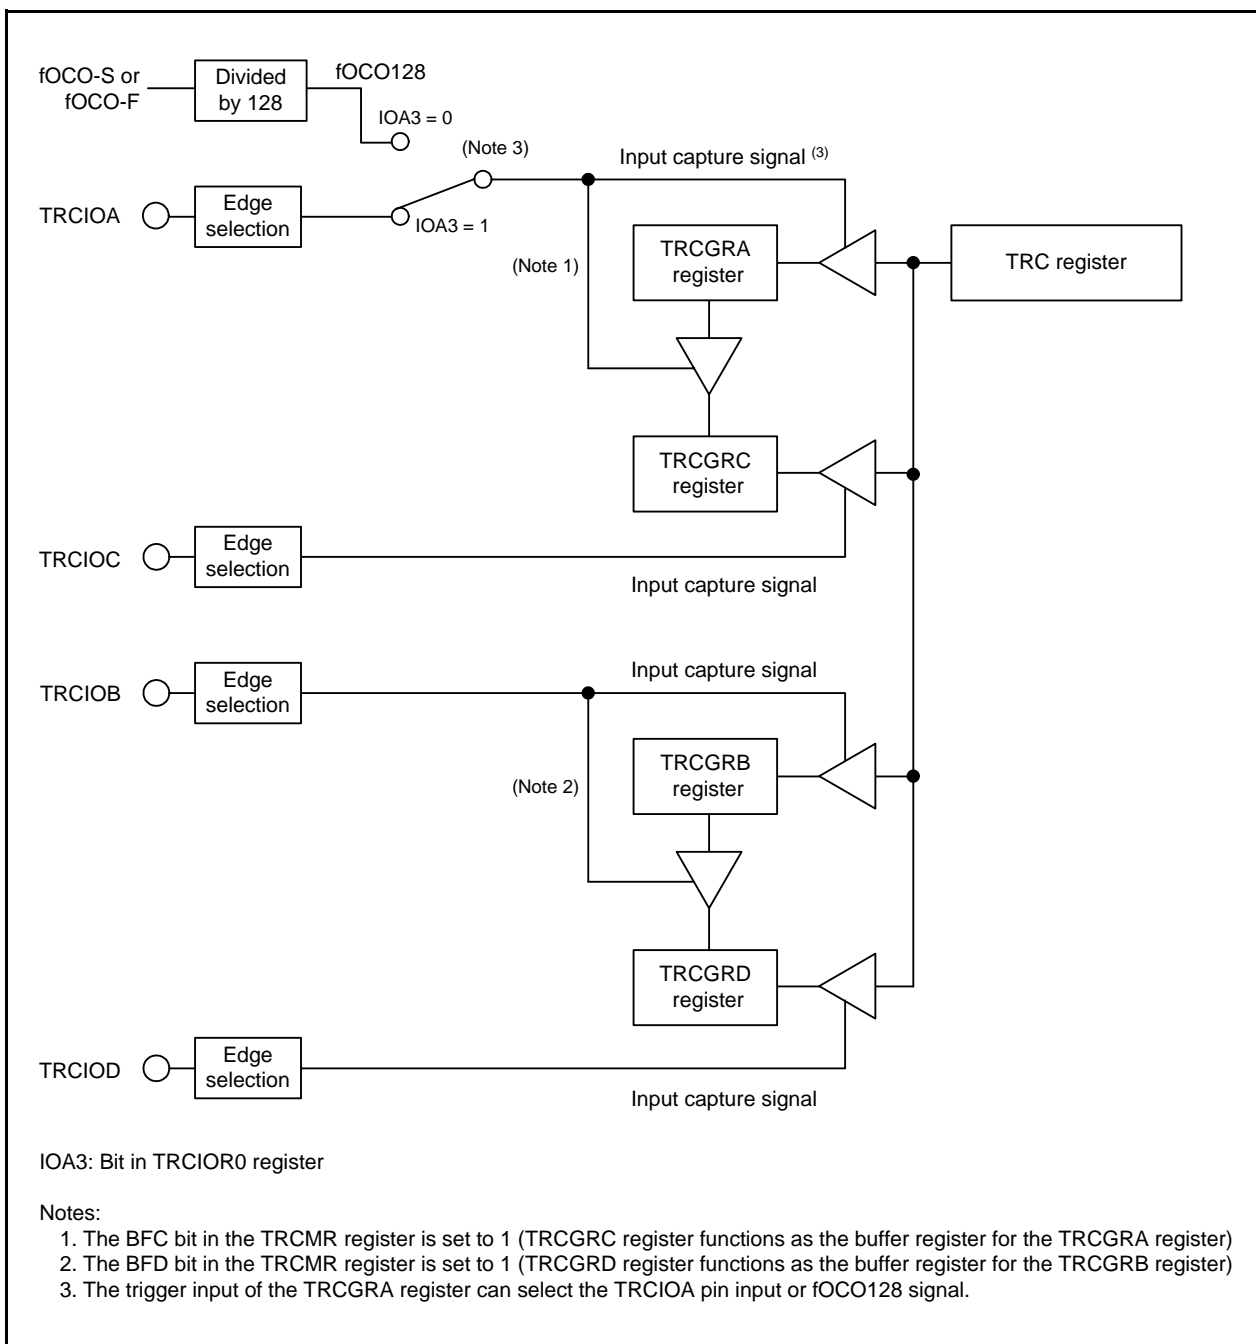 fOCO-S or
fOCO-F
Divided
by 128
fOCO128
IOA3 = 0
(Note 3)
Input capture signal (3)
TRCIOA
Edge
selection
IOA3 = 1
(Note 1)
TRCGRA
register
TRC register
TRCGRC
register
TRCIOC
Edge
selection
Input capture signal
TRCIOB
Edge
selection
Input capture signal
(Note 2)
TRCGRB
register
TRCGRD
register
TRCIOD
Edge
selection
Input capture signal
IOA3: Bit in TRCIOR0 register
Notes:
1. The BFC bit in the TRCMR register is set to 1 (TRCGRC register functions as the buffer register for the TRCGRA register)
2. The BFD bit in the TRCMR register is set to 1 (TRCGRD register functions as the buffer register for the TRCGRB register)
3. The trigger input of the TRCGRA register can select the TRCIOA pin input or fOCO128 signal.